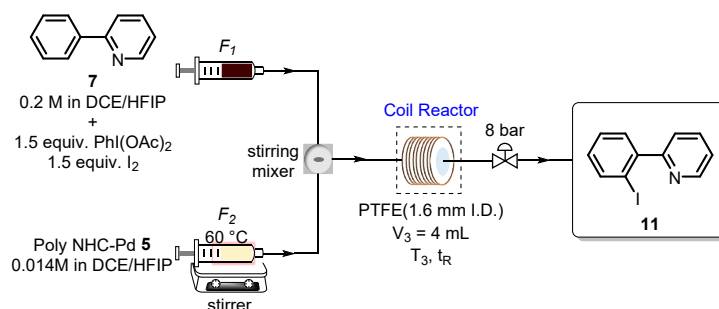 N
7
0.2 M in DCE/HFIP
+
1.5 equiv. PhI(OAc)2
1.5 equiv. I2
F1
stirring
mixer
Poly NHC-Pd 5
0.014M in DCE/HFIP
F2
60 °C
stirrer
Coil Reactor
PTFE(1.6 mm I.D.)
V3 = 4 mL
T3, tR
8 bar
I
N
11